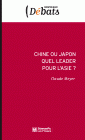 Débats
CHINE OU JAPON
QUEL LEADER
POUR L'ASIE ?
Claude Meyer